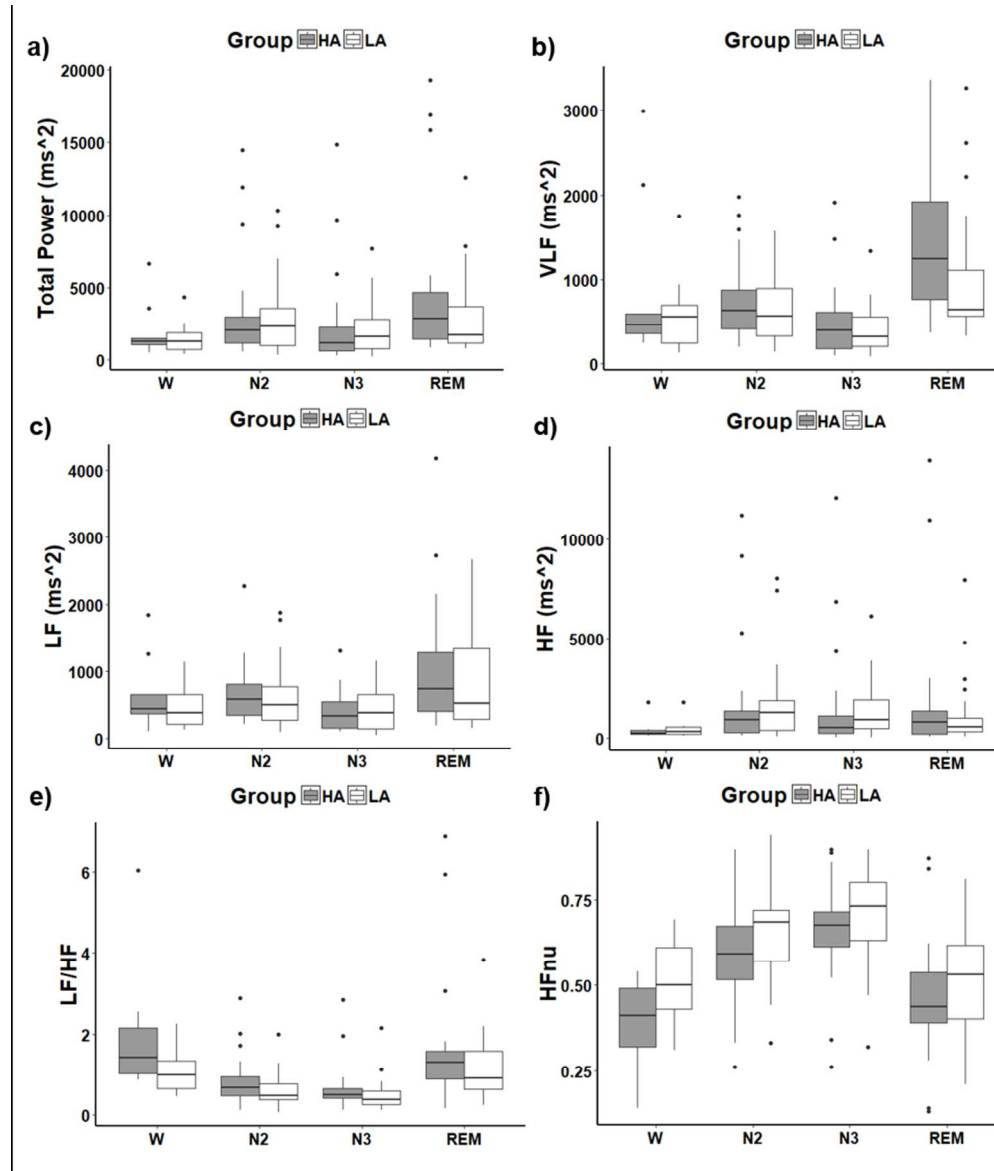 a) Group HA LA
Total Power (ms^2)
20000
15000
10000
5000
0
W N2 N3 REM
b) Group HA LA
VLF (ms^2)
3000
2000
1000
0
W N2 N3 REM
c) Group HA LA
LF (ms^2)
4000
3000
2000
1000
0
W N2 N3 REM
d) Group HA LA
HF (ms^2)
10000
5000
0
W N2 N3 REM
e) Group HA LA
LF/HF
6
4
2
0
W N2 N3 REM
f) Group HA LA
HFnu
0.75
0.50
0.25
W N2 N3 REM